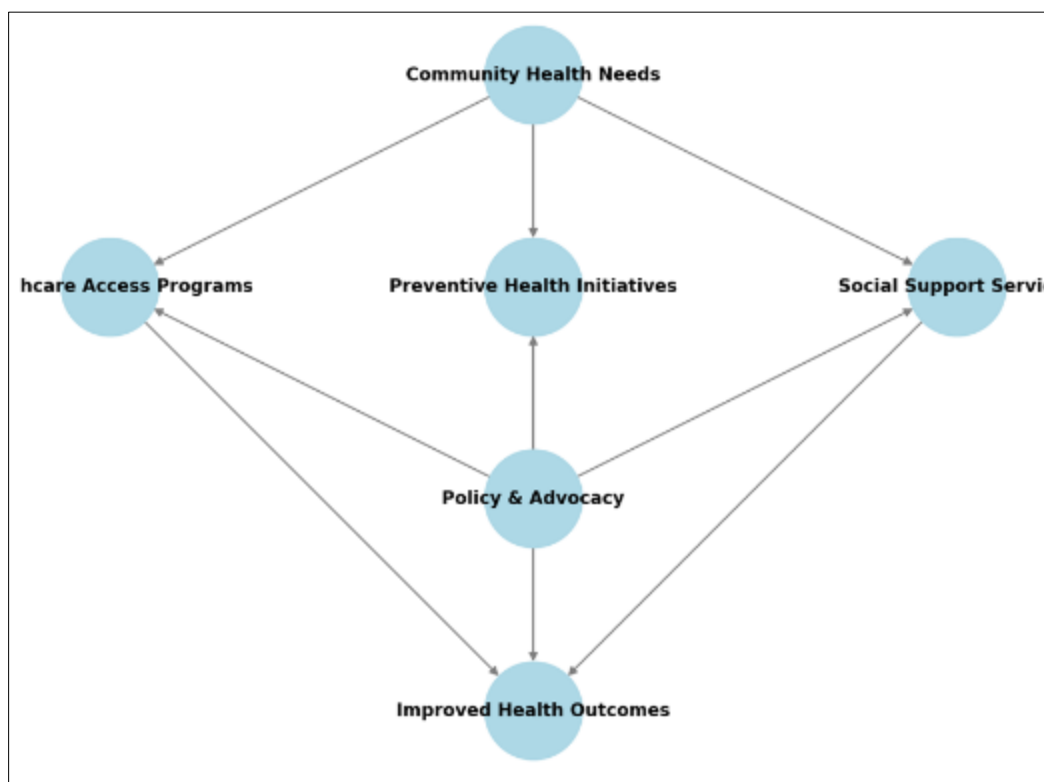 Community Health Needs
hcare Access Programs
Preventive Health Initiatives
Social Support Servi
Policy & Advocacy
Improved Health Outcomes